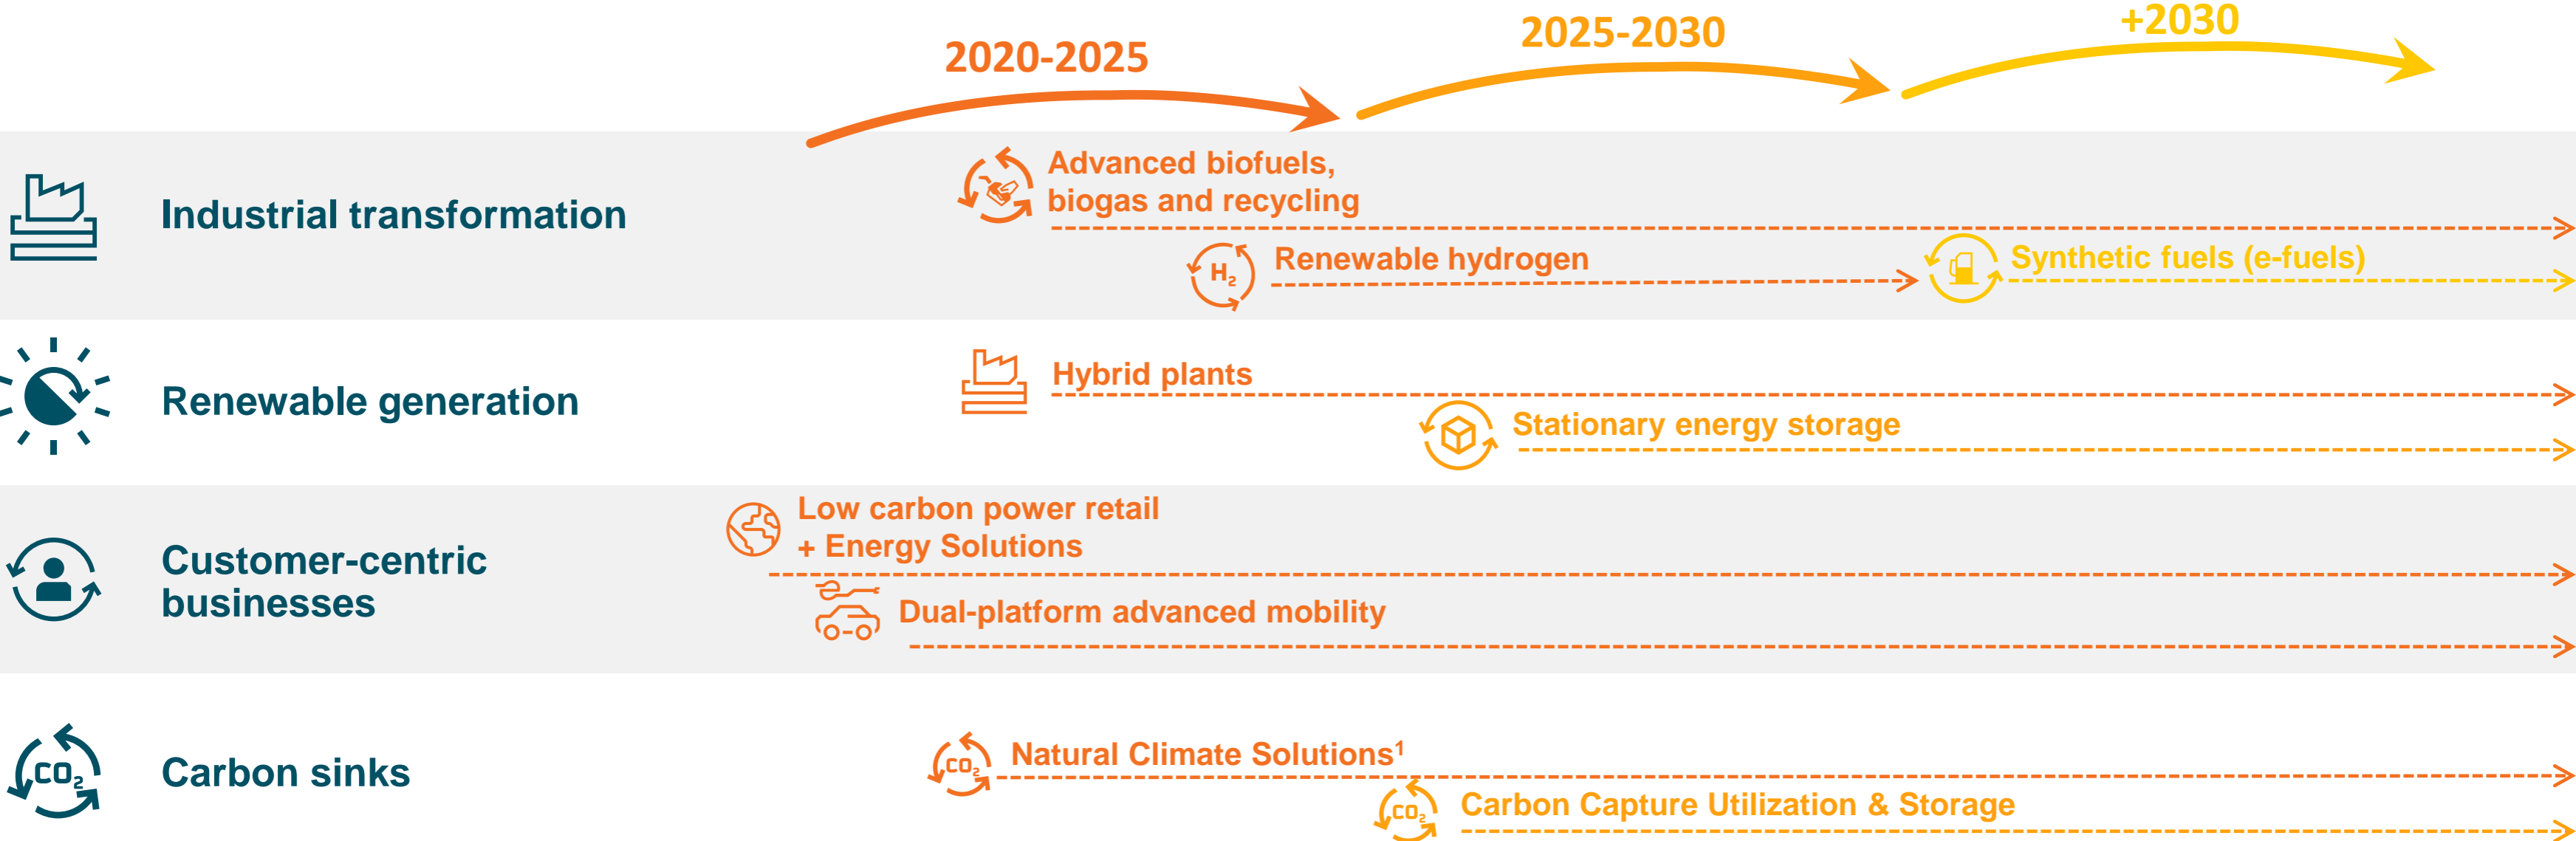 2020-2025
2025-2030
+2030
Industrial transformation
Advanced biofuels,
biogas and recycling
H₂
Renewable hydrogen
Synthetic fuels (e-fuels)
Renewable generation
Hybrid plants
Stationary energy storage
Customer-centric
businesses
Low carbon power retail
+ Energy Solutions
Dual-platform advanced mobility
CO₂
Carbon sinks
CO₂
Natural Climate Solutions¹
CO₂
Carbon Capture Utilization & Storage